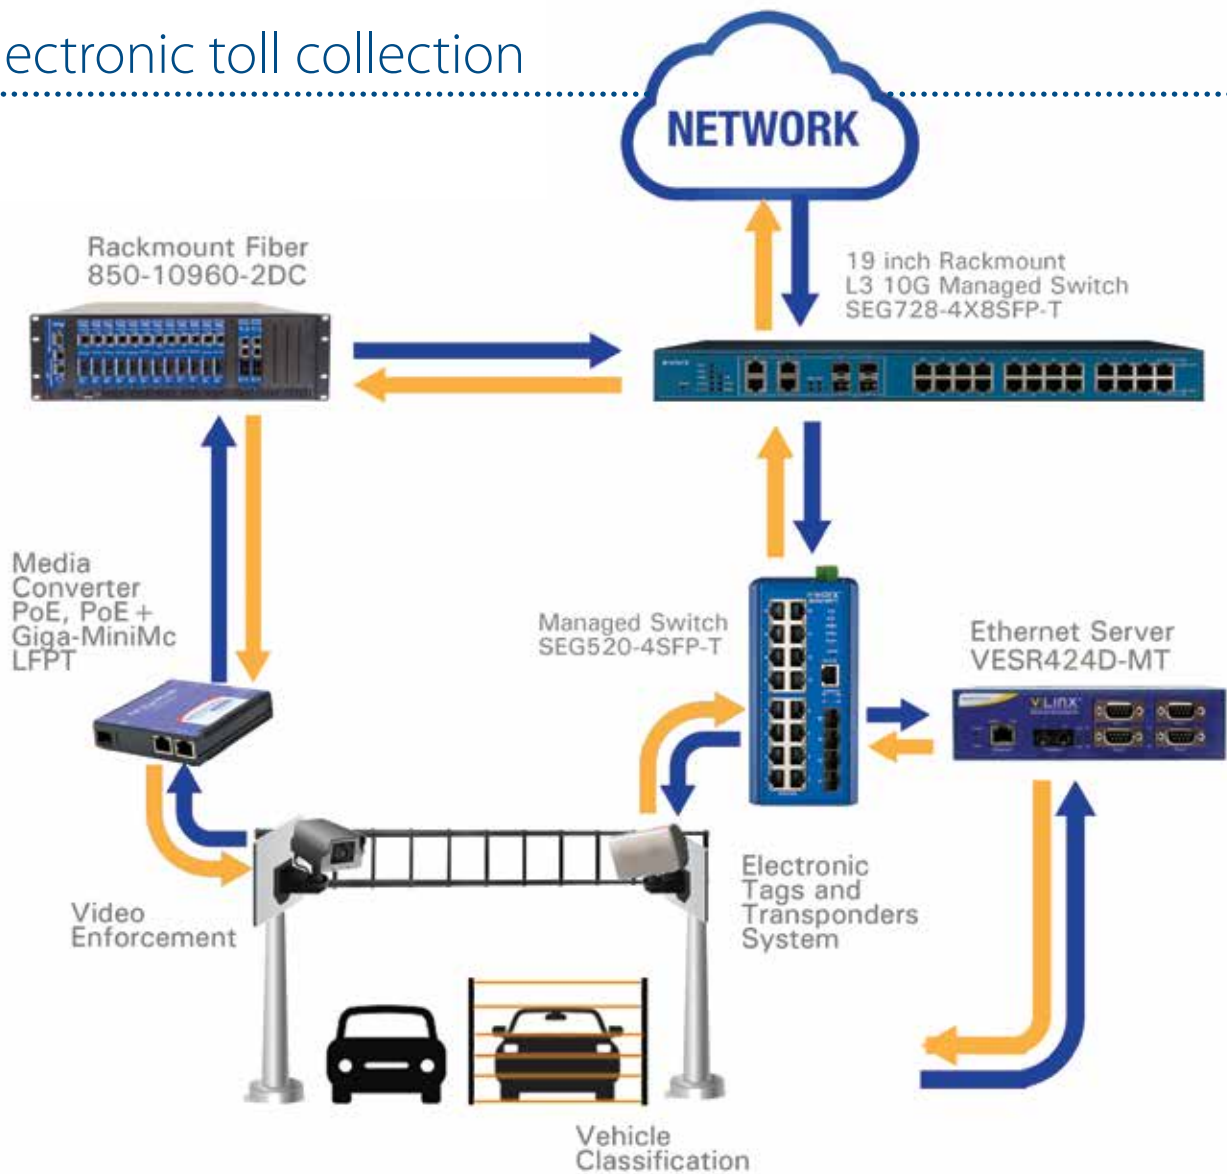 ectronic toll collection
NETWORK
Rackmount Fiber
850-10960-2DC
19 inch Rackmount
L3 10G Managed Switch
SEG728-4X8SFP-T
Media
Converter
PoE, PoE +
Giga-MiniMc
LFPT
Managed Switch
SEG520-4SFP-T
Ethernet Server
VESR424D-MT
VLinx
Video
Enforcement
Electronic
Tags and
Transponders
System
Vehicle
Classification